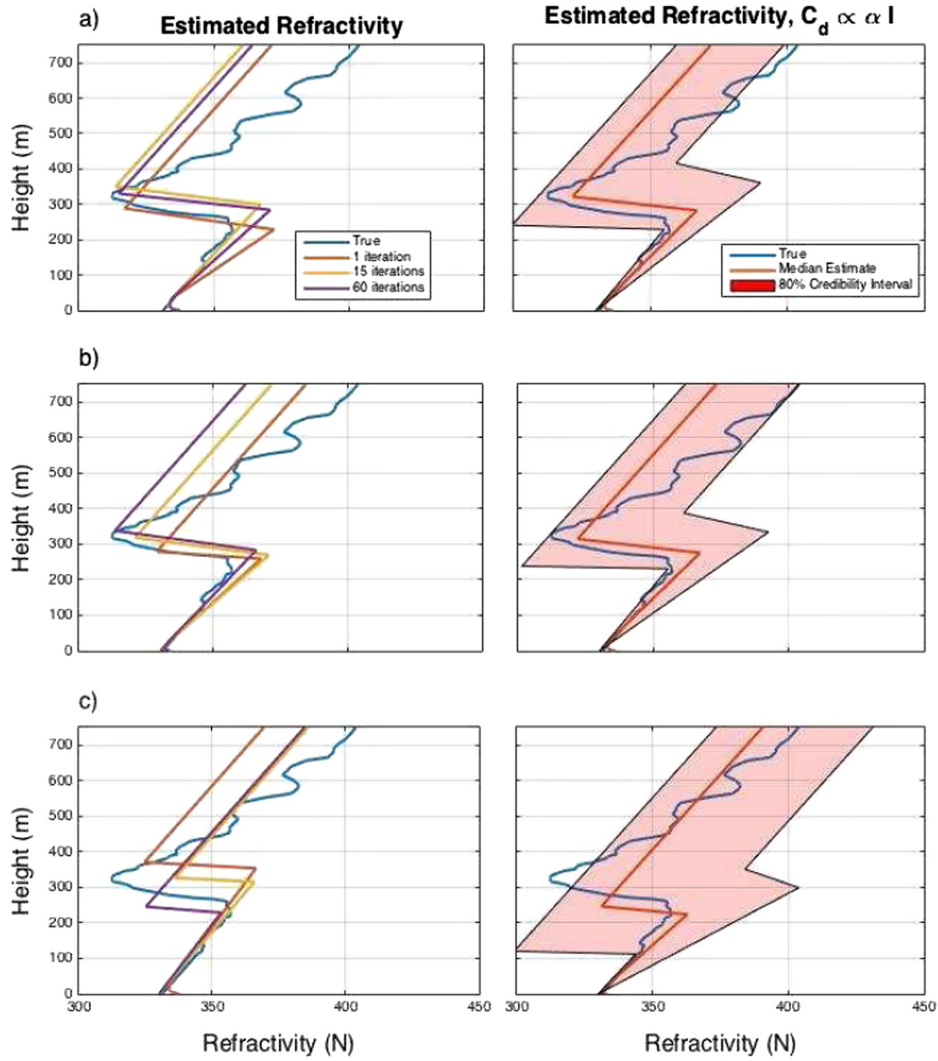 a)
Estimated Refractivity
Estimated Refractivity, C_d ∝ α I
Height (m)
700
600
500
400
300
200
100
0
True
1 iteration
15 iterations
60 iterations
True
Median Estimate
80% Credibility Interval
b)
Height (m)
700
600
500
400
300
200
100
0
c)
Height (m)
700
600
500
400
300
200
100
0
300 350 400 450
300 350 400 450
Refractivity (N)
Refractivity (N)